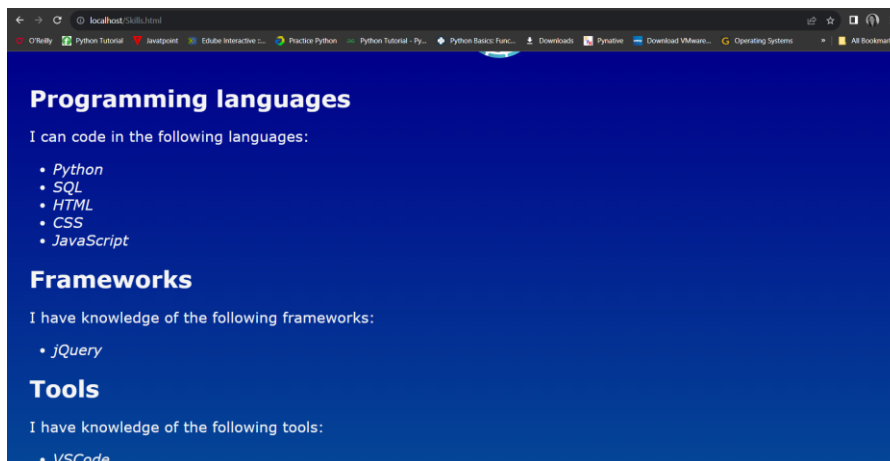 localhost/Skills.html
O'Reilly Python Tutorial Javatpoint Edube Interactive :... Practice Python Python Tutorial - Py... Python Basics: Func... Downloads Pynative Download VMware... Operating Systems » All Bookmar
Programming languages
I can code in the following languages:
• Python
• SQL
• HTML
• CSS
• JavaScript
Frameworks
I have knowledge of the following frameworks:
• jQuery
Tools
I have knowledge of the following tools:
• VSCode